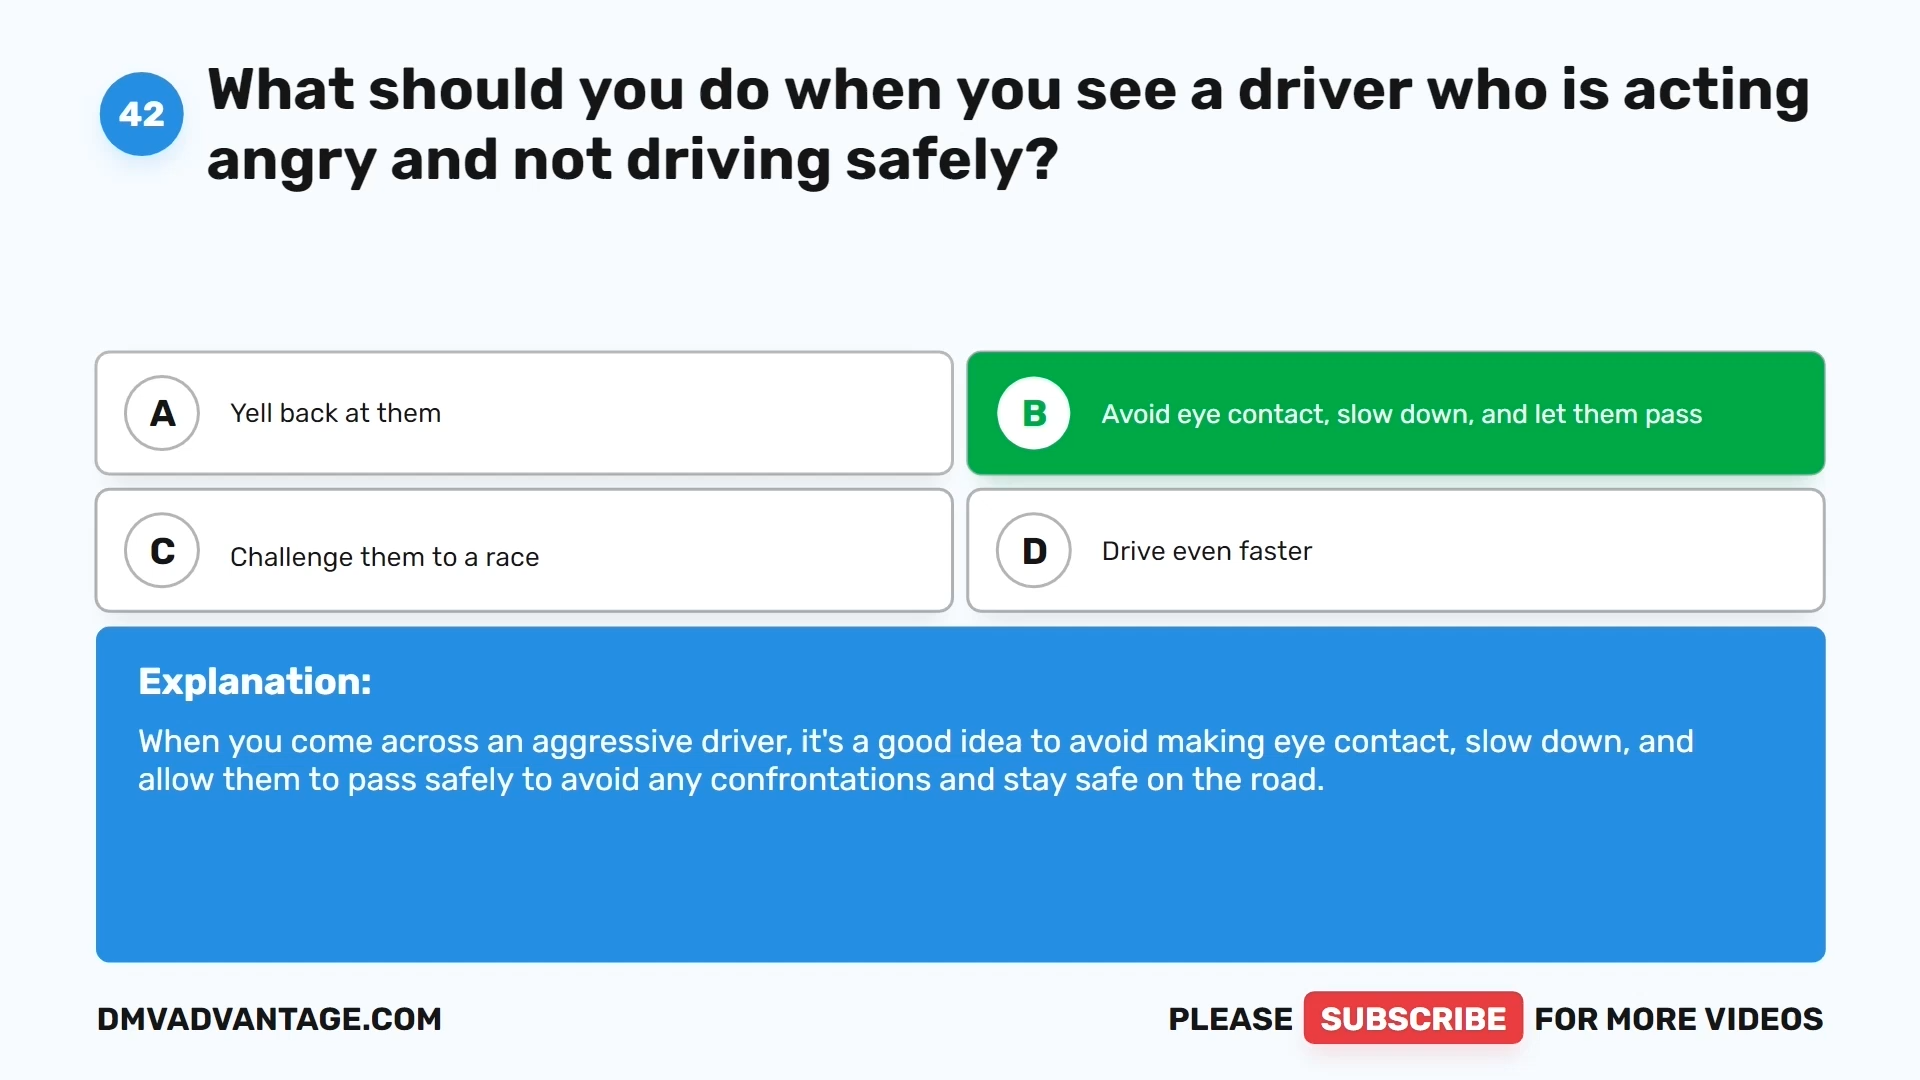 42
What should you do when you see a driver who is acting
angry and not driving safely?
A
Yell back at them
B
Avoid eye contact, slow down, and let them pass
C
Challenge them to a race
D
Drive even faster
Explanation:
When you come across an aggressive driver, it's a good idea to avoid making eye contact, slow down, and
allow them to pass safely to avoid any confrontations and stay safe on the road.
DMVADVANTAGE.COM
PLEASE SUBSCRIBE FOR MORE VIDEOS